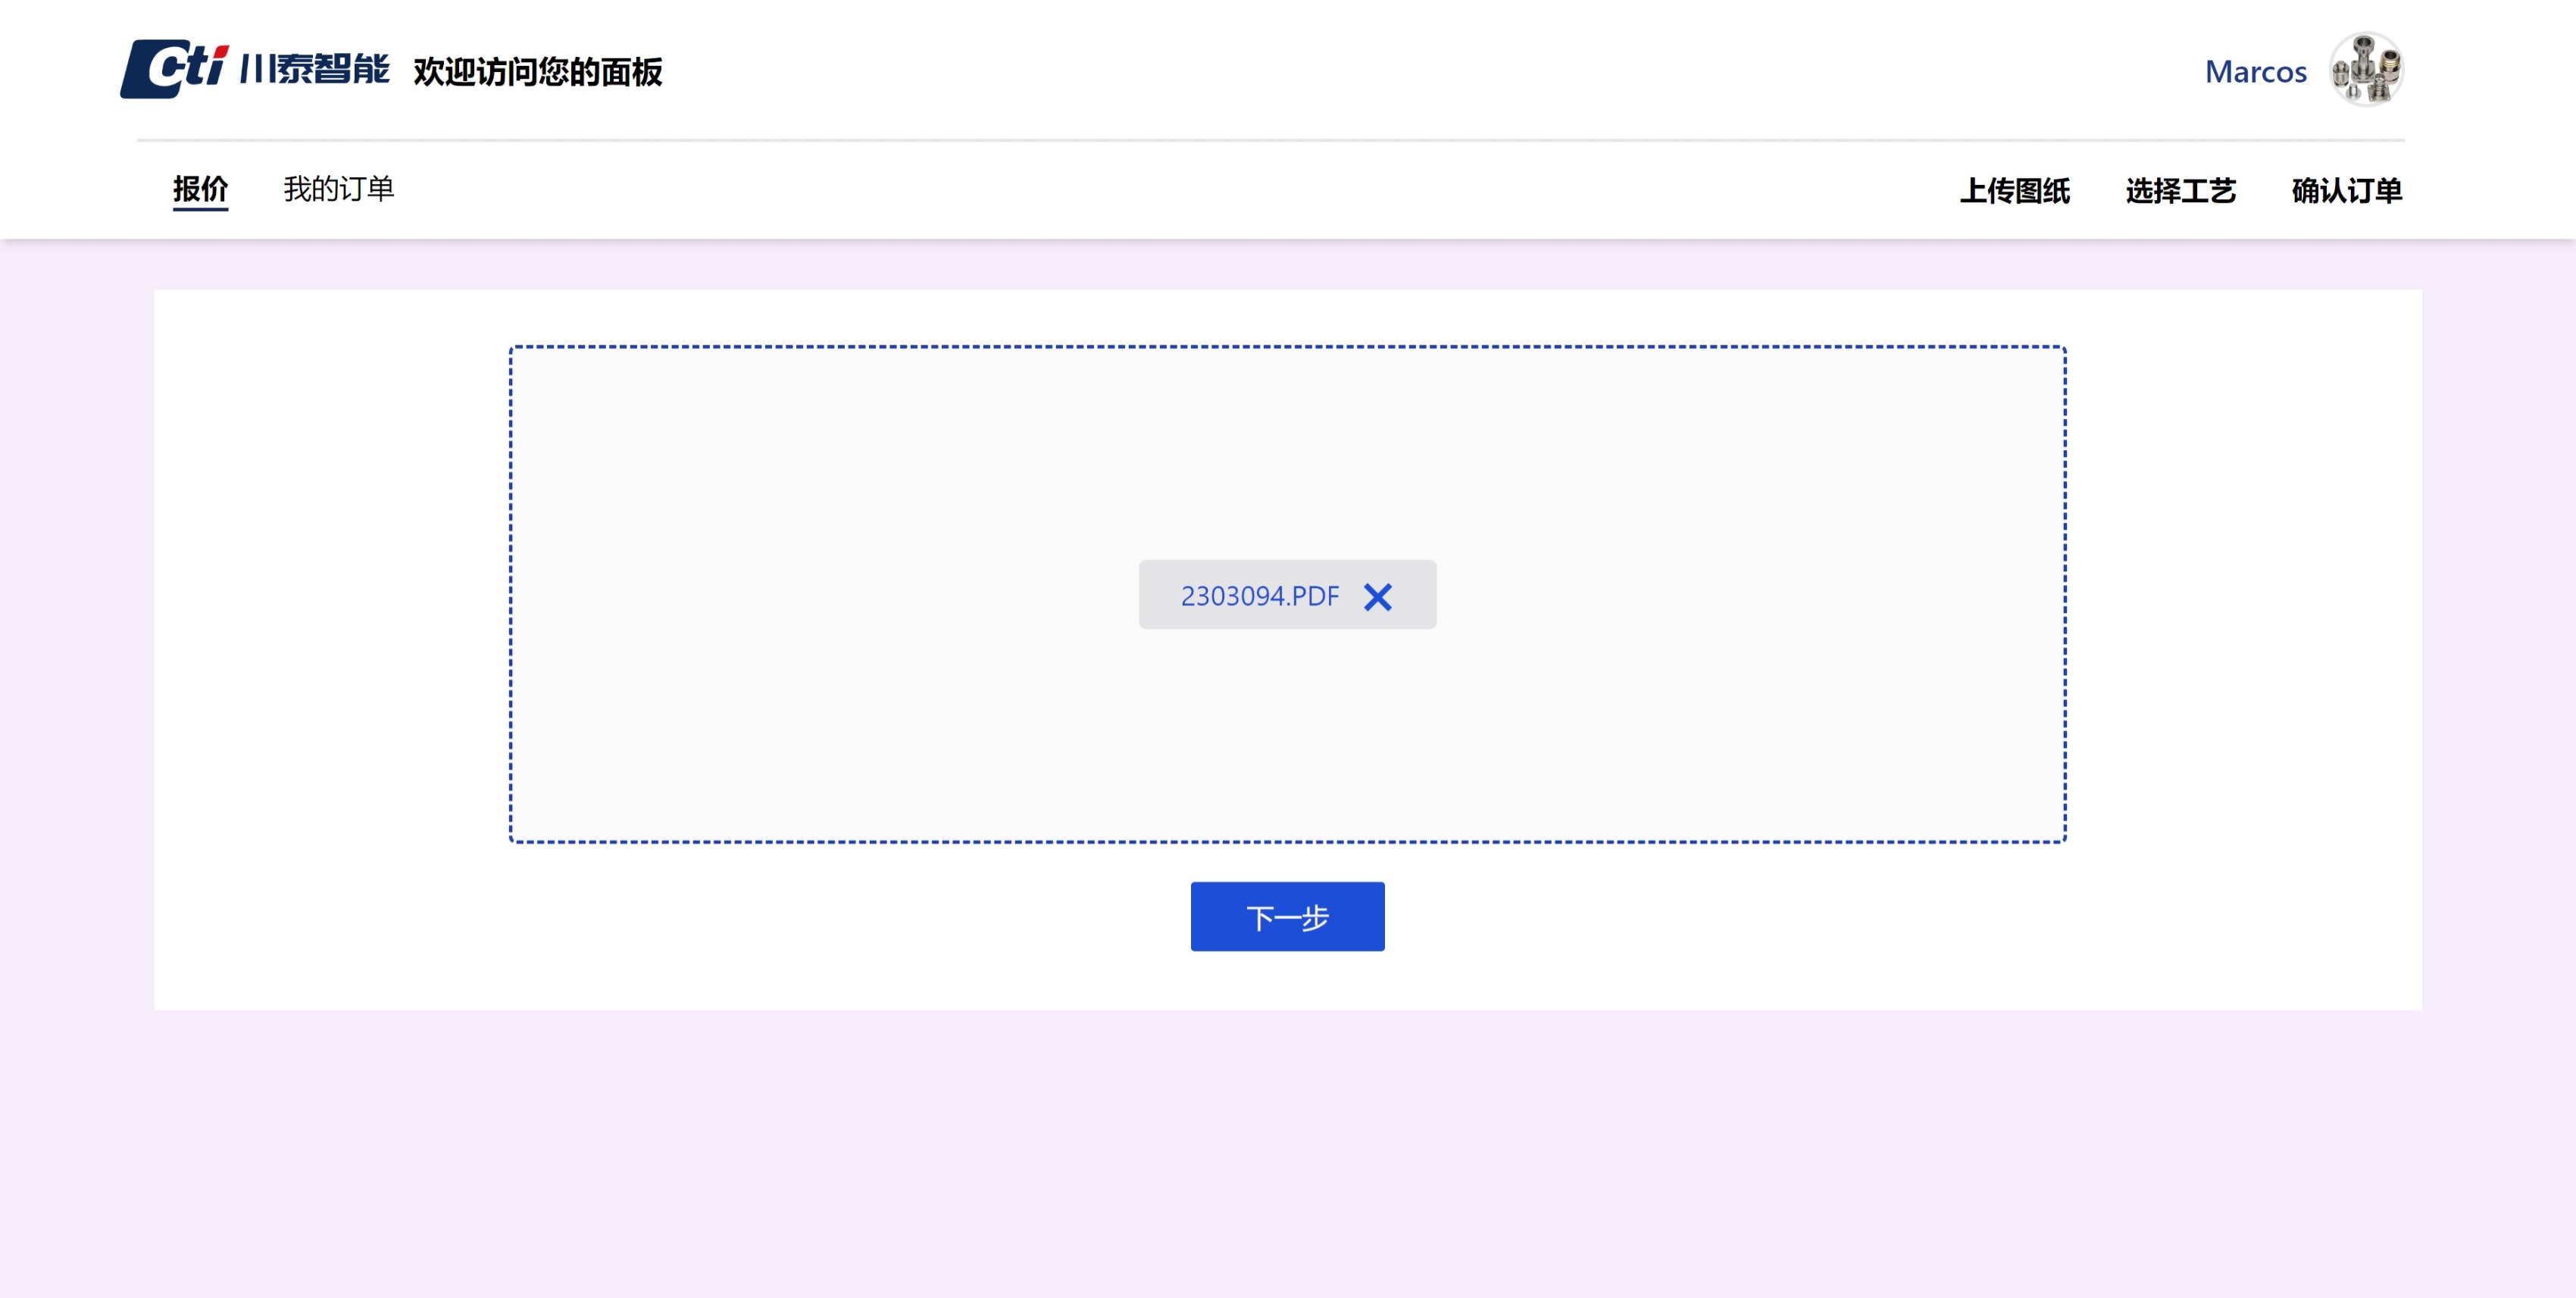 cti 川泰智能 欢迎访问您的面板
Marcos
报价 我的订单
上传图纸 选择工艺 确认订单
2303094.PDF
下一步